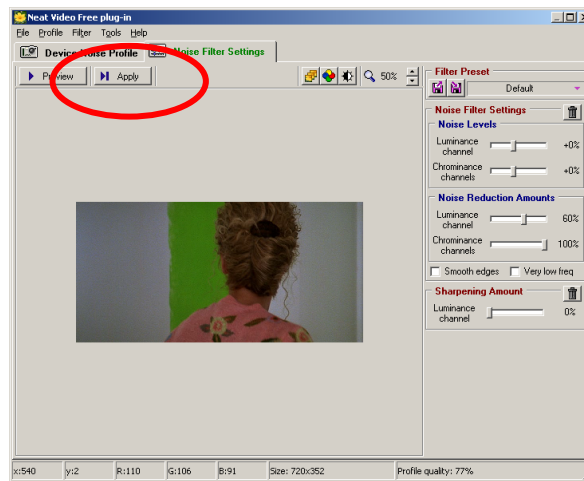 Neat Video Free plug-in
File Profile Filter Tools Help
Device Noise Profile Noise Filter Settings
Preview Apply 50%
Filter Preset
Default
Noise Filter Settings
Noise Levels
Luminance channel +0%
Chrominance channels +0%
Noise Reduction Amounts
Luminance channel 60%
Chrominance channels 100%
Smooth edges Very low freq
Sharpening Amount
Luminance channel 0%
x:540 y:2 R:110 G:106 B:91 Size: 720x352 Profile quality: 77%